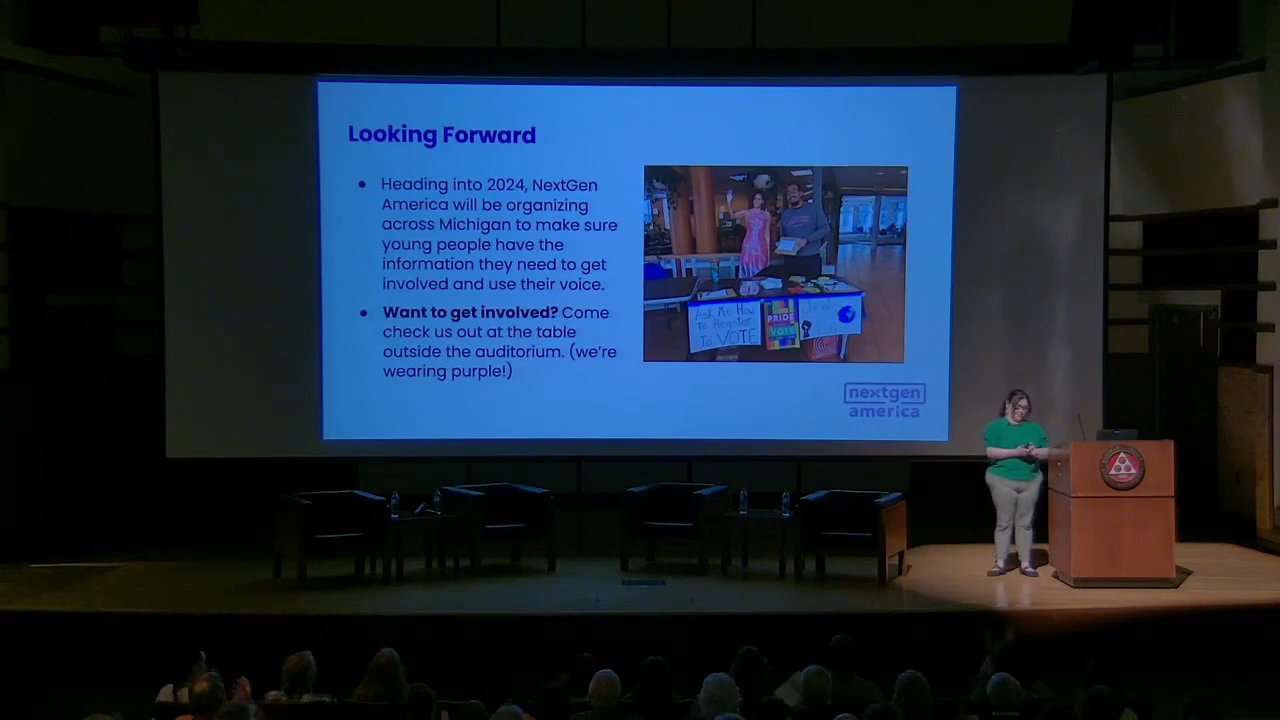 Looking Forward
● Heading into 2024, NextGen
America will be organizing
across Michigan to make sure
young people have the
information they need to get
involved and use their voice.
● Want to get involved? Come
check us out at the table
outside the auditorium. (we're
wearing purple!)
Ask Me How
To Register
To VOTE
PRIDE
VOTE
nextgen
america